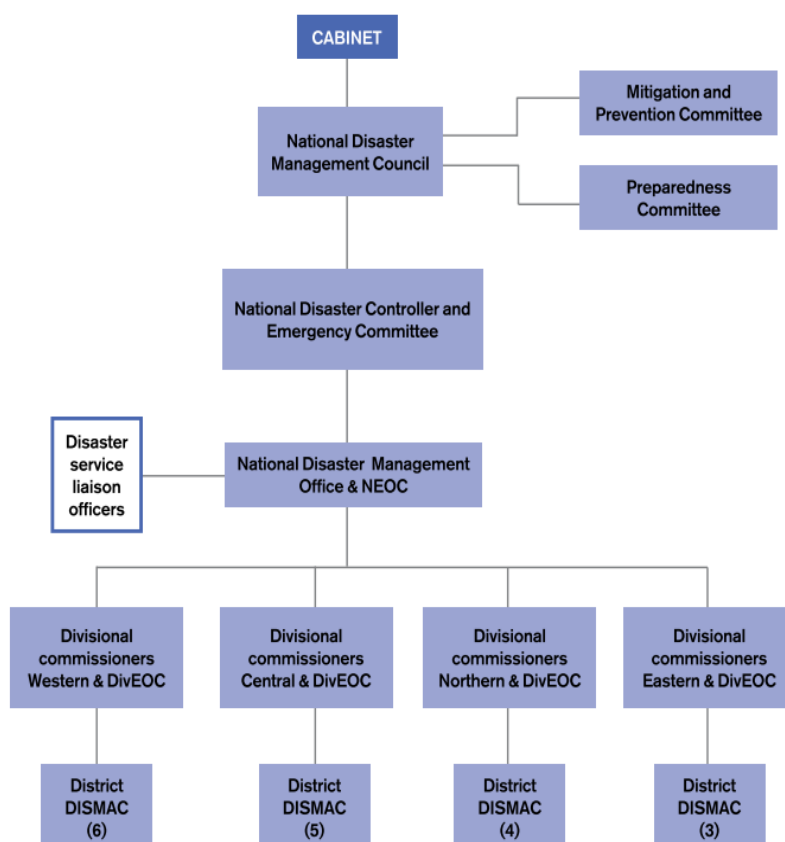 CABINET
Mitigation and
Prevention Committee
National Disaster
Management Council
Preparedness
Committee
National Disaster Controller and
Emergency Committee
Disaster
service
liaison
officers
National Disaster Management
Office & NEOC
Divisional
commissioners
Western & DivEOC
Divisional
commissioners
Central & DivEOC
Divisional
commissioners
Northern & DivEOC
Divisional
commissioners
Eastern & DivEOC
District
DISMAC
(6)
District
DISMAC
(5)
District
DISMAC
(4)
District
DISMAC
(3)